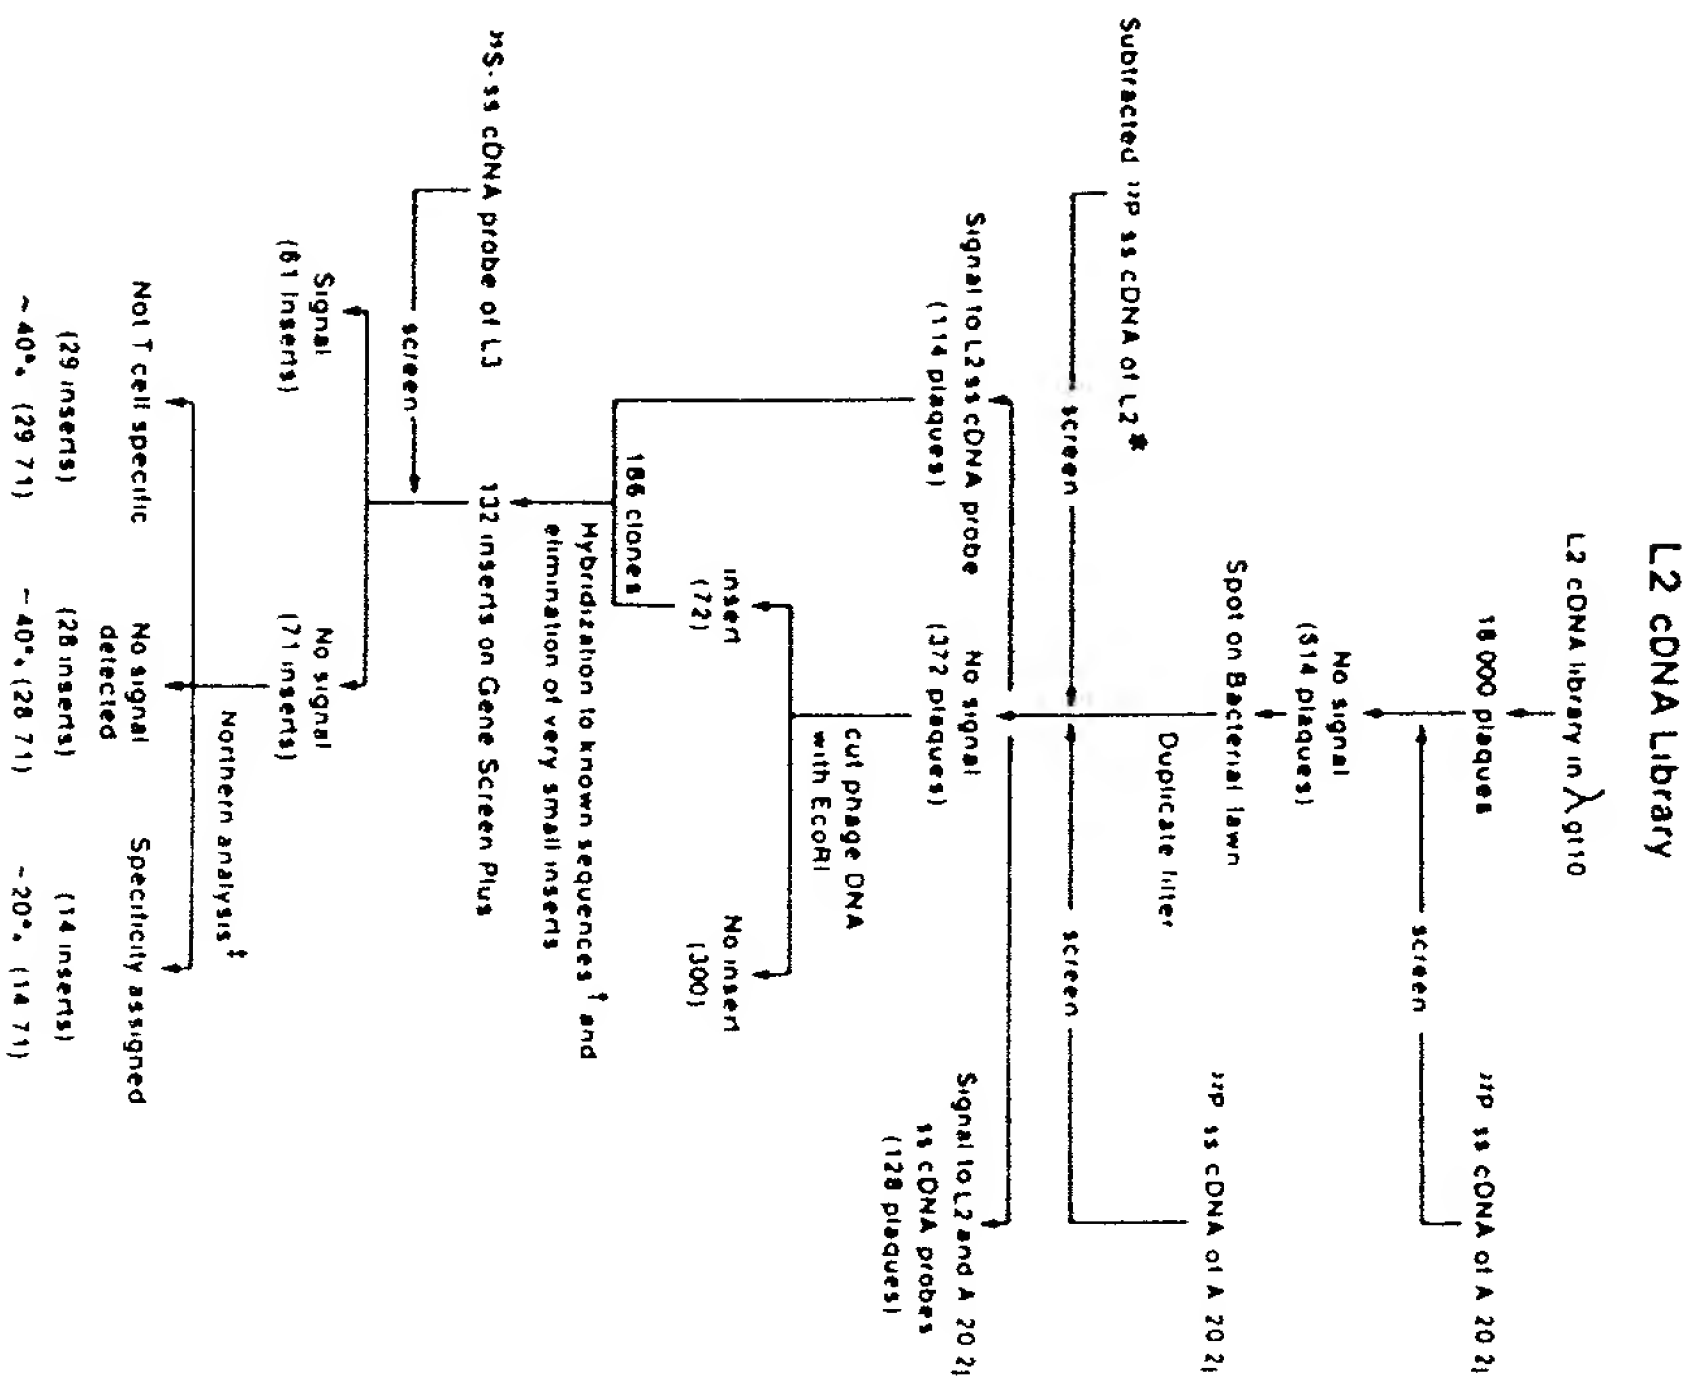 L2 cDNA Library
L2 cDNA library in λgt10
16 000 plaques
32P ss cDNA of A 20 2J
screen
No signal
(514 plaques)
Spot on Bacterial lawn
32P ss cDNA of A 20 2J
Duplicate filter
Subtracted 32P ss cDNA of L2*
screen
screen
Signal to L2 ss cDNA probe
(114 plaques)
No signal
(372 plaques)
Signal to L2 and A 20 2J
ss cDNA probes
(128 plaques)
cut phage DNA
with EcoRI
insert
(72)
No insert
(300)
186 clones
Hybridization to known sequences† and
elimination of very small inserts
35S-ss cDNA probe of L3
132 inserts on Gene Screen Plus
screen
Signal
(61 inserts)
No signal
(71 inserts)
Northern analysis‡
Not T cell specific
No signal
detected
Specificity assigned
(29 inserts)
(28 inserts)
(14 inserts)
~40% (29 71)
~40% (28 71)
~20% (14 71)